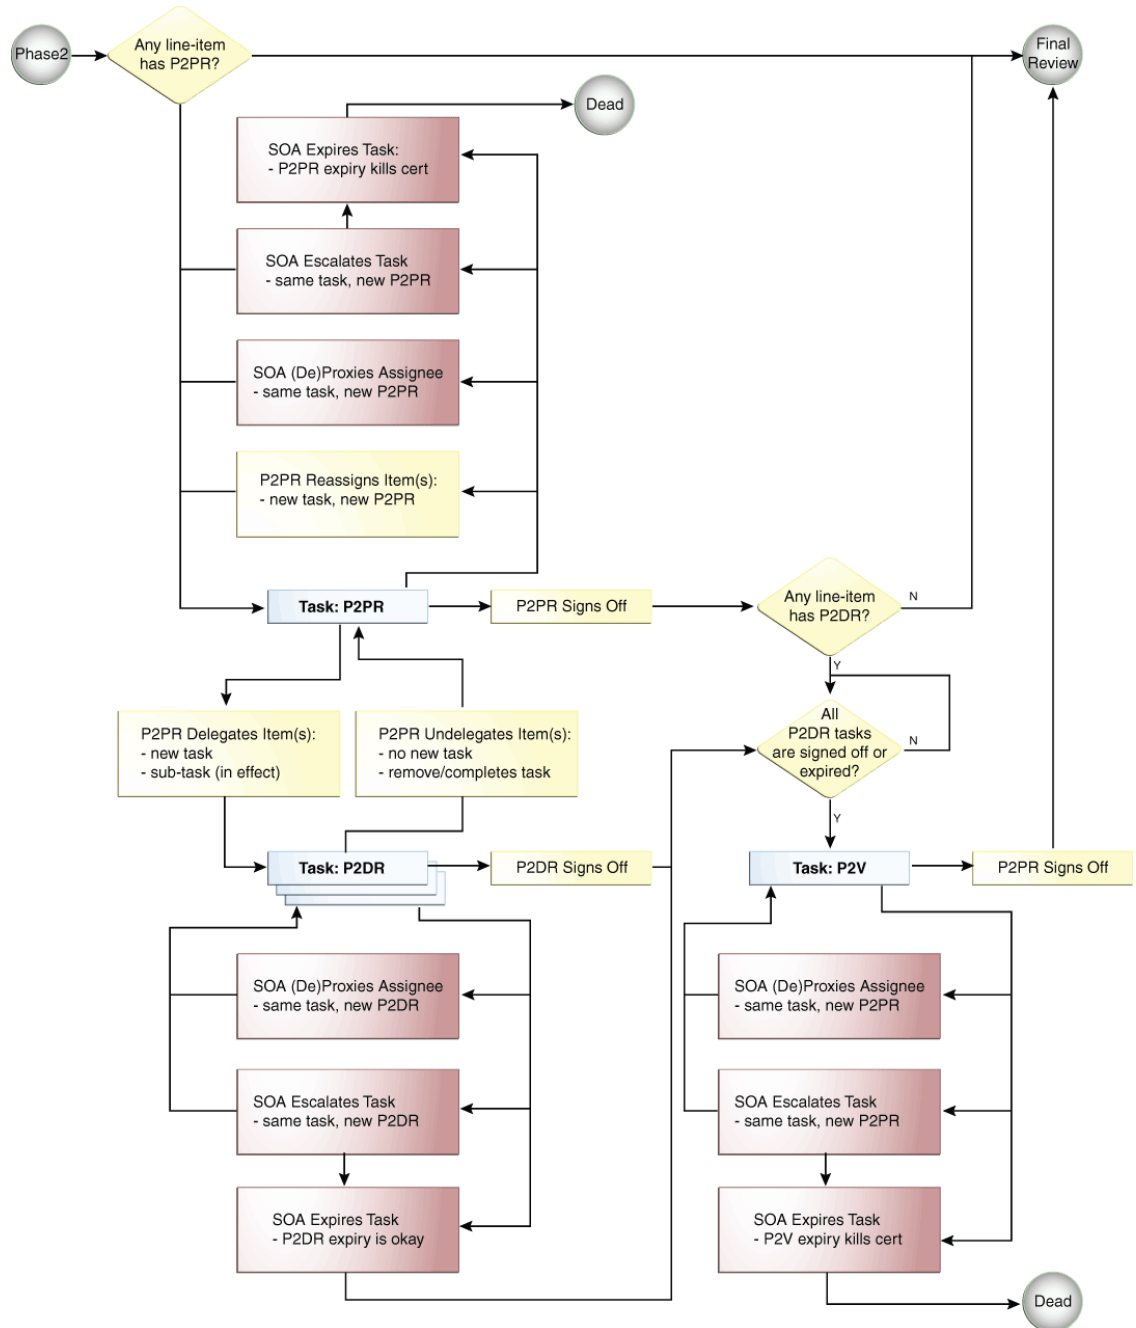 Phase2
Any line-item
has P2PR?
Final
Review
Dead
SOA Expires Task:
- P2PR expiry kills cert
SOA Escalates Task
- same task, new P2PR
SOA (De)Proxies Assignee
- same task, new P2PR
P2PR Reassigns Item(s):
- new task, new P2PR
Task: P2PR
P2PR Signs Off
Any line-item
has P2DR?
N
Y
P2PR Delegates Item(s):
- new task
- sub-task (in effect)
P2PR Undelegates Item(s):
- no new task
- remove/completes task
All
P2DR tasks
are signed off or
expired?
N
Y
Task: P2DR
P2DR Signs Off
Task: P2V
P2PR Signs Off
SOA (De)Proxies Assignee
- same task, new P2DR
SOA (De)Proxies Assignee
- same task, new P2PR
SOA Escalates Task
- same task, new P2DR
SOA Escalates Task
- same task, new P2PR
SOA Expires Task
- P2DR expiry is okay
SOA Expires Task
- P2V expiry kills cert
Dead